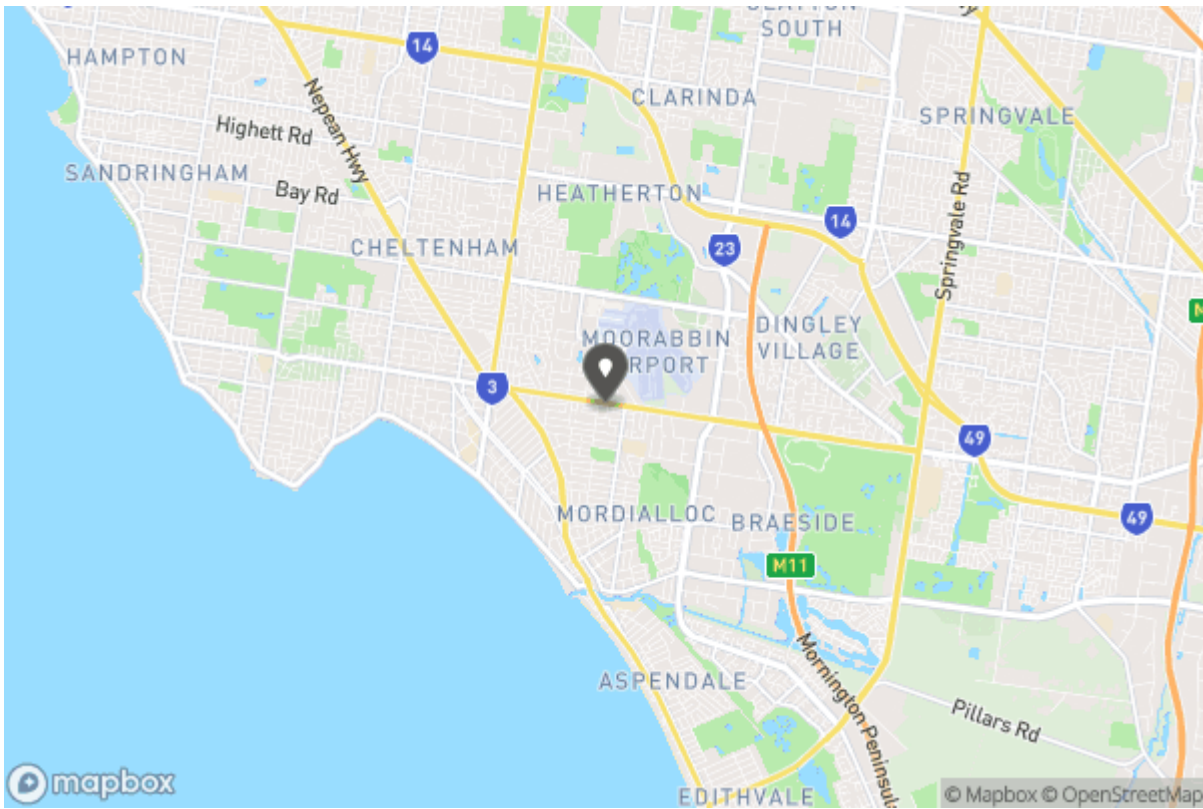 CLAYTON
SOUTH
HAMPTON
14
CLARINDA
Nepean Hwy
SPRINGVALE
Highett Rd
SANDRINGHAM
Bay Rd
HEATHERTON
14
CHELTENHAM
23
Springvale Rd
MOORABBIN
AIRPORT
DINGLEY
VILLAGE
3
49
MORDIALLOC
BRAESIDE
49
M11
ASPENDALE
Mornington Peninsula
Pillars Rd
EDITHVALE
mapbox
© Mapbox © OpenStreetMap